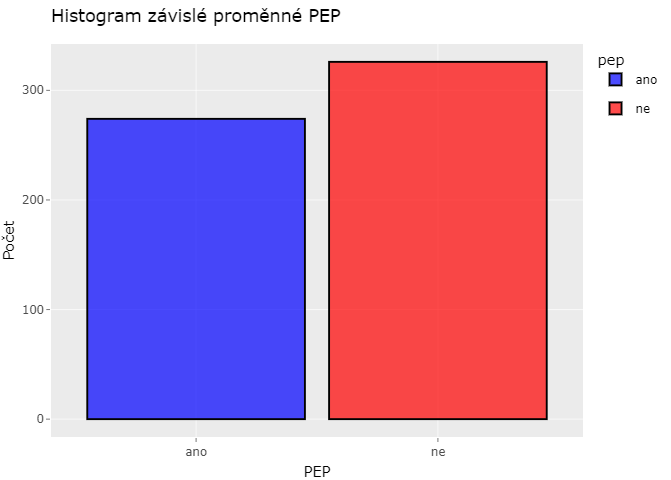 Histogram závislé proměnné PEP
pep
ano
ne
300
200
100
0
Počet
ano
ne
PEP